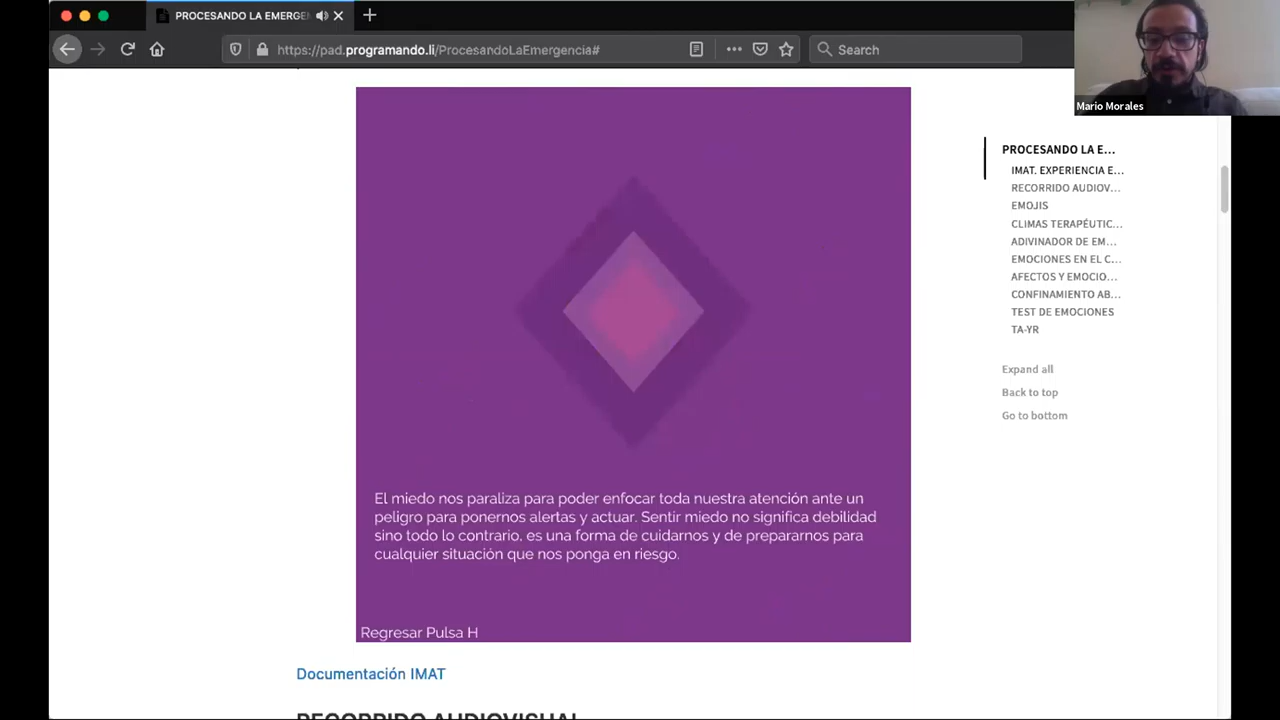 PROCESANDO LA EMERGE
https://pad.programando.li/ProcesandoLaEmergencia#
Search
Mario Morales
El miedo nos paraliza para poder enfocar toda nuestra atención ante un
peligro para ponernos alertas y actuar. Sentir miedo no significa debilidad
sino todo lo contrario, es una forma de cuidarnos y de prepararnos para
cualquier situación que nos ponga en riesgo.
Regresar Pulsa H
Documentación IMAT
RECORRIDO AUDIOVISUAL
PROCESANDO LA E...
IMAT. EXPERIENCIA E...
RECORRIDO AUDIOV...
EMOJIS
CLIMAS TERAPÉUTIC...
ADIVINADOR DE EM...
EMOCIONES EN EL C...
AFECTOS Y EMOCIO...
CONFINAMIENTO AB...
TEST DE EMOCIONES
TA-YR
Expand all
Back to top
Go to bottom